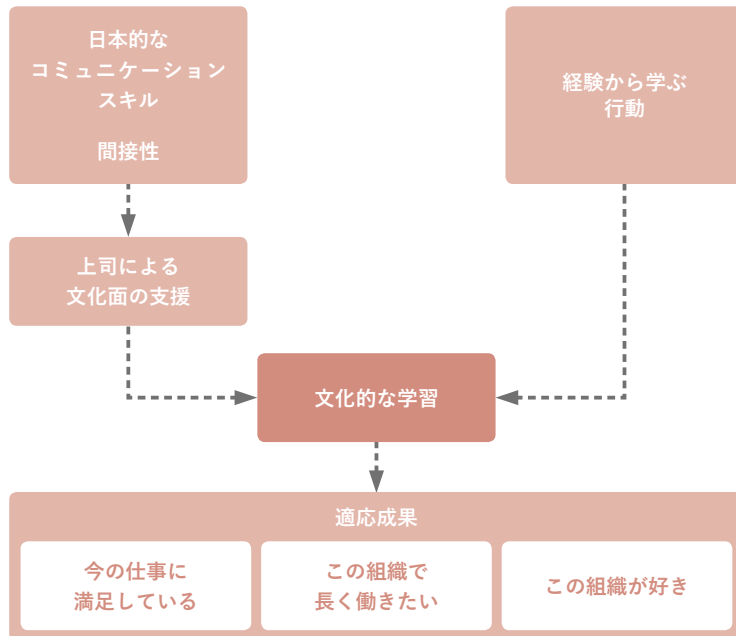 日本的な
コミュニケーション
スキル
間接性
経験から学ぶ
行動
上司による
文化面の支援
文化的な学習
適応成果
今の仕事に
満足している
この組織で
長く働きたい
この組織が好き